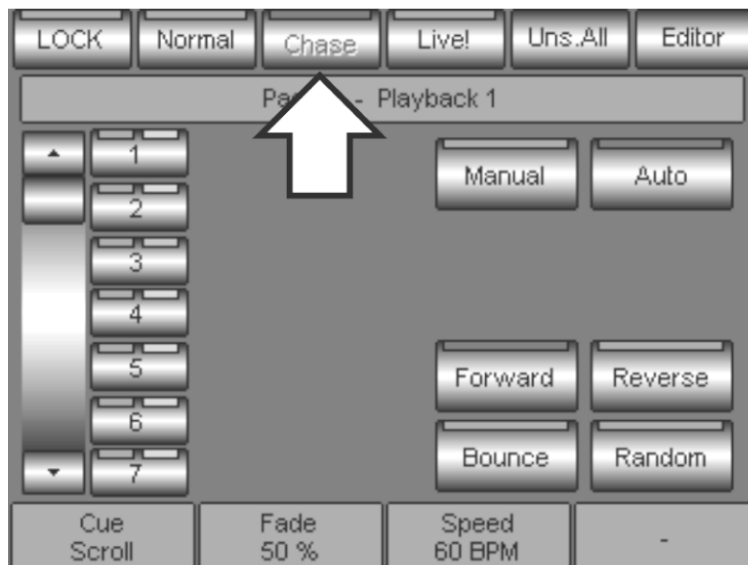 LOCK Normal Chase Live! Uns.All Editor
- Playback 1
1
2
3
4
5
6
7
Manual Auto
Forward Reverse
Bounce Random
Cue Scroll
Fade 50 %
Speed 60 BPM
-